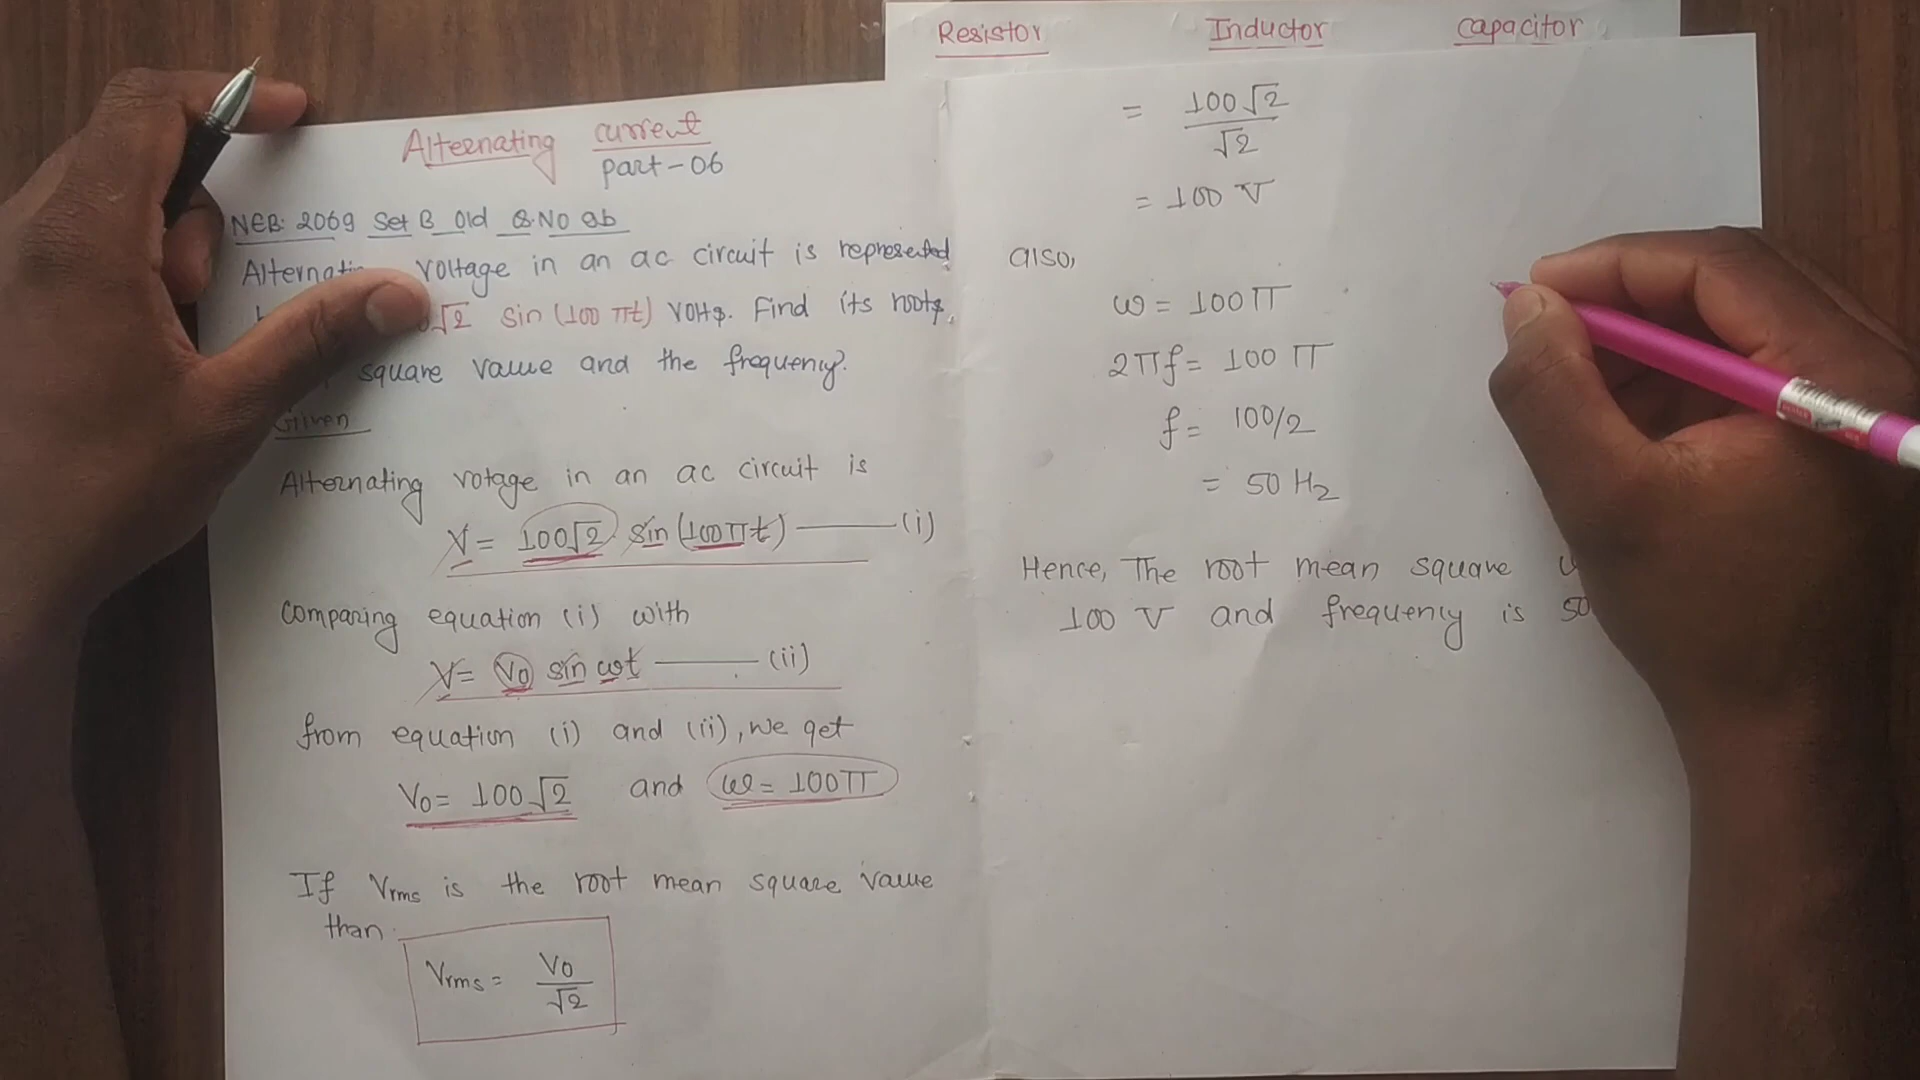 Resistor Inductor capacitor
Alternating current
part-06
NEB: 2069 Set B Old Q.NO 9b
voltage in an ac circuit is represented
√2 sin (100 πt) volts. Find its root
square value and the frequency?
Given
Alternating votage in an ac circuit is
V = 100√2 sin (100πt) ——— (i)
Comparing equation (i) with
V = V0 sin ωt ——— (ii)
from equation (i) and (ii), we get
V0 = 100√2 and ω = 100π
If Vrms is the root mean square value
than
Vrms = V0/√2
= 100√2/√2
= 100 V
also,
ω = 100π
2πf = 100π
f = 100/2
= 50 Hz
Hence, The root mean square
100 V and frequency is 50